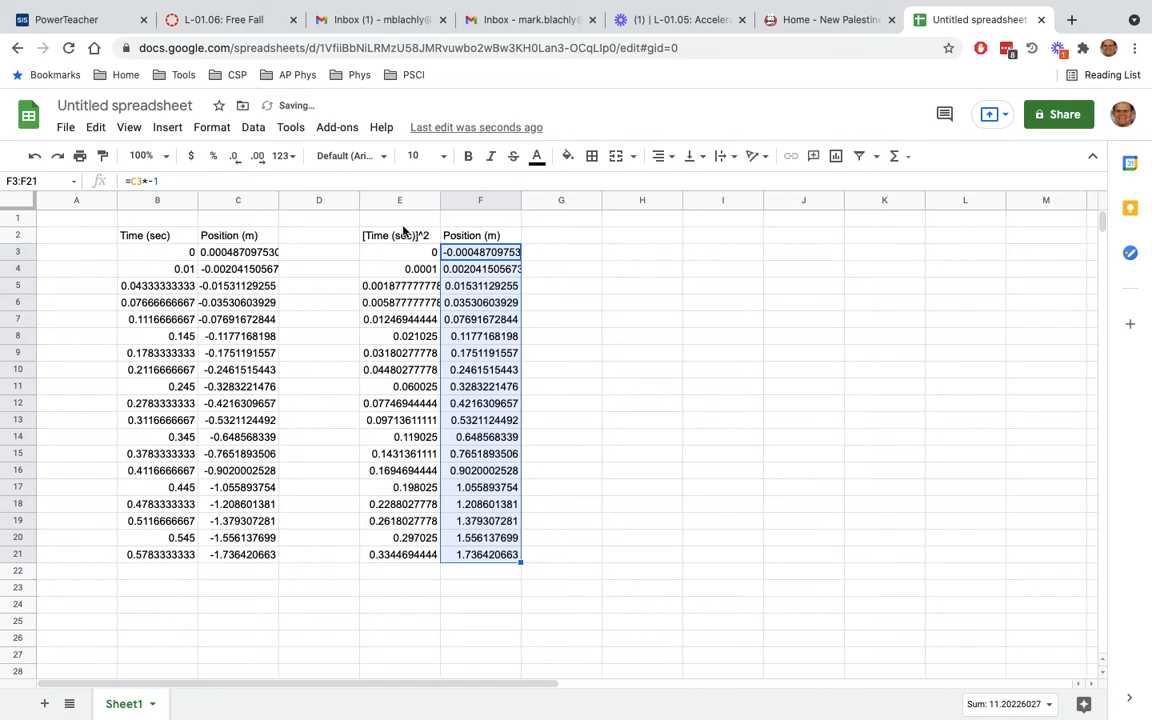 SIS PowerTeacher L-01.06: Free Fall Inbox (1) - mblachly@ Inbox - mark.blachly@ (1) | L-01.05: Acceler Home - New Palestine Untitled spreadsheet
docs.google.com/spreadsheets/d/1VfiiBbNiLRMzU58JMRvuwbo2wBw3KH0Lan3-OCqLIp0/edit#gid=0
Bookmarks Home Tools CSP AP Phys Phys PSCI Reading List
Untitled spreadsheet Saving...
File Edit View Insert Format Data Tools Add-ons Help Last edit was seconds ago Share
100% $ % .0 .00 123 Default (Ari... 10 B I S A
F3:F21 fx =C3*-1
A B C D E F G H I J K L M
1
2 Time (sec) Position (m) [Time (sec)]^2 Position (m)
3 0 0.000487097530 0 -0.00048709753
4 0.01 -0.00204150567 0.0001 0.002041505673
5 0.04333333333 -0.01531129255 0.001877777778 0.01531129255
6 0.07666666667 -0.03530603929 0.005877777778 0.03530603929
7 0.1116666667 -0.07691672844 0.01246944444 0.07691672844
8 0.145 -0.1177168198 0.021025 0.1177168198
9 0.1783333333 -0.1751191557 0.03180277778 0.1751191557
10 0.2116666667 -0.2461515443 0.04480277778 0.2461515443
11 0.245 -0.3283221476 0.060025 0.3283221476
12 0.2783333333 -0.4216309657 0.07746944444 0.4216309657
13 0.3116666667 -0.5321124492 0.09713611111 0.5321124492
14 0.345 -0.648568339 0.119025 0.648568339
15 0.3783333333 -0.7651893506 0.1431361111 0.7651893506
16 0.4116666667 -0.9020002528 0.1694694444 0.9020002528
17 0.445 -1.055893754 0.198025 1.055893754
18 0.4783333333 -1.208601381 0.2288027778 1.208601381
19 0.5116666667 -1.379307281 0.2618027778 1.379307281
20 0.545 -1.556137699 0.297025 1.556137699
21 0.5783333333 -1.736420663 0.3344694444 1.736420663
22
23
24
25
26
27
28
Sheet1 Sum: 11.20226027